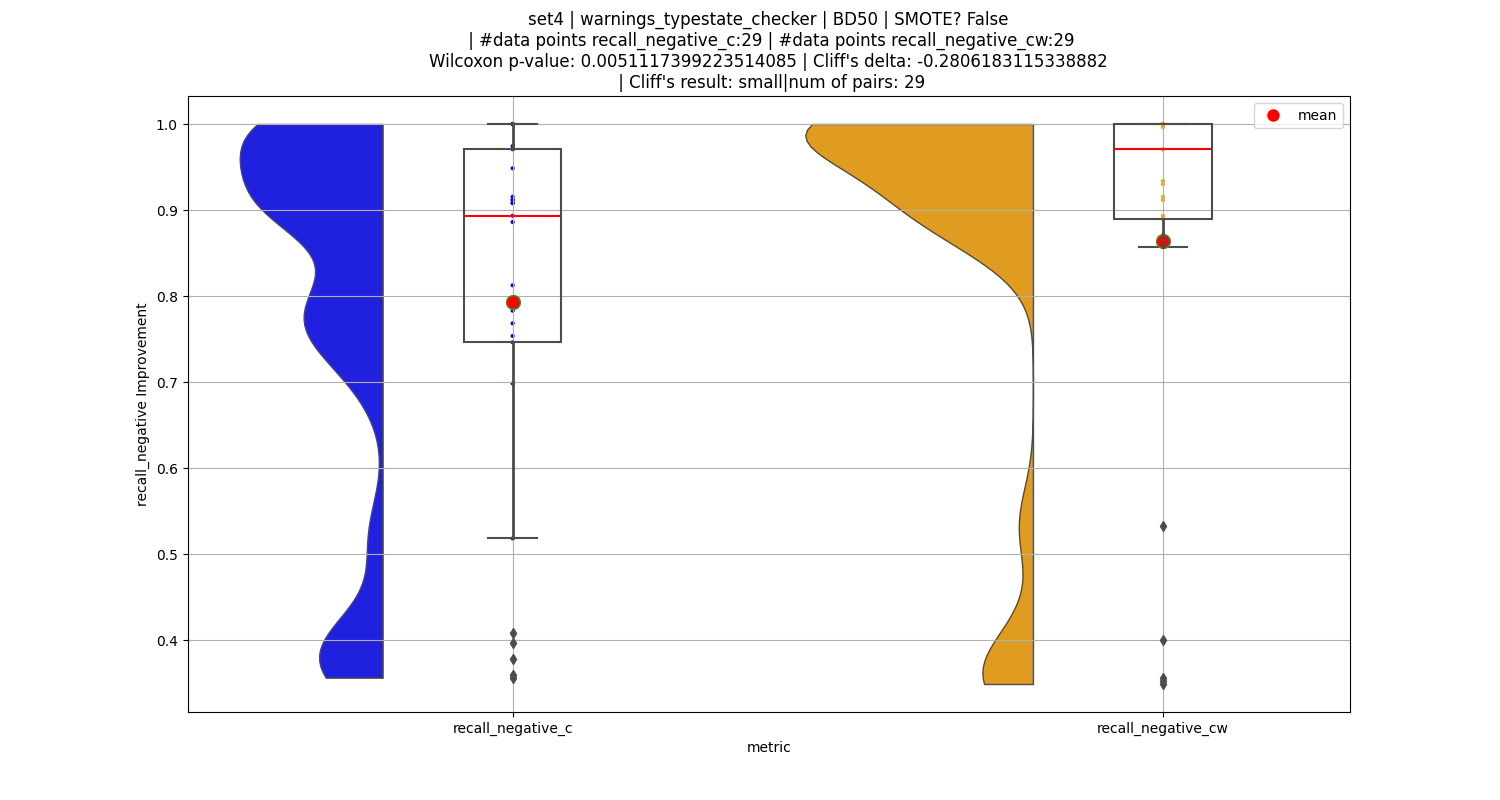 set4 | warnings_typestate_checker | BD50 | SMOTE? False
| #data points recall_negative_c:29 | #data points recall_negative_cw:29
Wilcoxon p-value: 0.0051117399223514085 | Cliff's delta: -0.2806183115338882
| Cliff's result: small|num of pairs: 29
mean
1.0
0.9
0.8
0.7
0.6
0.5
0.4
recall_negative Improvement
recall_negative_c
recall_negative_cw
metric